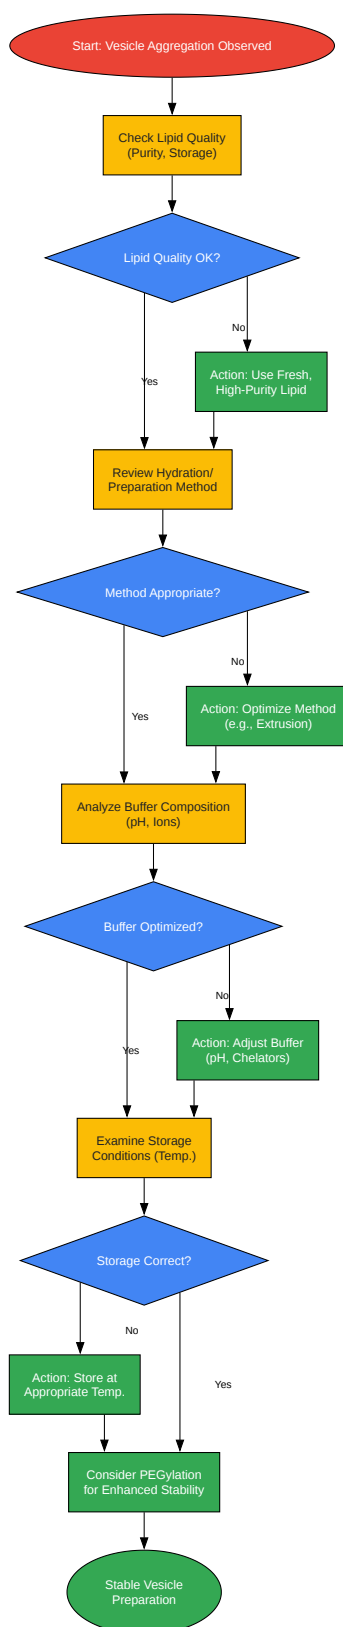 Start: Vesicle Aggregation Observed
Check Lipid Quality
(Purity, Storage)
Lipid Quality OK?
No
Yes
Action: Use Fresh,
High-Purity Lipid
Review Hydration/
Preparation Method
Method Appropriate?
No
Yes
Action: Optimize Method
(e.g., Extrusion)
Analyze Buffer Composition
(pH, Ions)
Buffer Optimized?
No
Yes
Action: Adjust Buffer
(pH, Chelators)
Examine Storage
Conditions (Temp.)
Storage Correct?
No
Yes
Action: Store at
Appropriate Temp.
Consider PEGylation
for Enhanced Stability
Stable Vesicle
Preparation